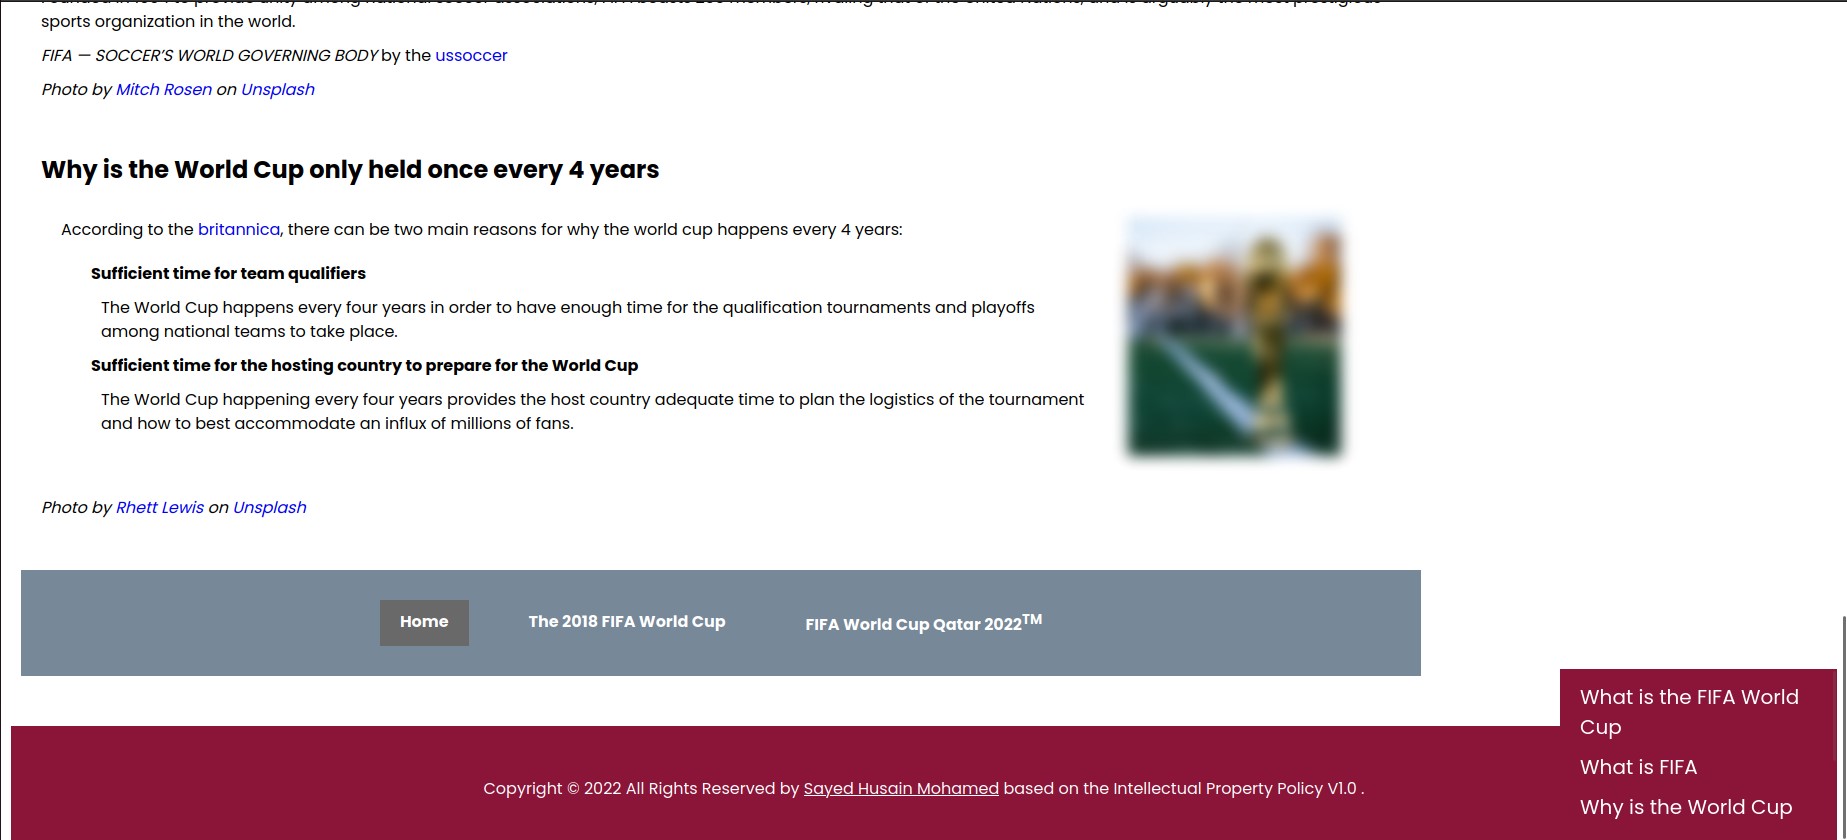 sports organization in the world.
FIFA — SOCCER'S WORLD GOVERNING BODY by the ussoccer
Photo by Mitch Rosen on Unsplash
Why is the World Cup only held once every 4 years
According to the britannica, there can be two main reasons for why the world cup happens every 4 years:
Sufficient time for team qualifiers
The World Cup happens every four years in order to have enough time for the qualification tournaments and playoffs
among national teams to take place.
Sufficient time for the hosting country to prepare for the World Cup
The World Cup happening every four years provides the host country adequate time to plan the logistics of the tournament
and how to best accommodate an influx of millions of fans.
Photo by Rhett Lewis on Unsplash
Home
The 2018 FIFA World Cup
FIFA World Cup Qatar 2022TM
What is the FIFA World
Cup
What is FIFA
Why is the World Cup
Copyright © 2022 All Rights Reserved by Sayed Husain Mohamed based on the Intellectual Property Policy V1.0 .